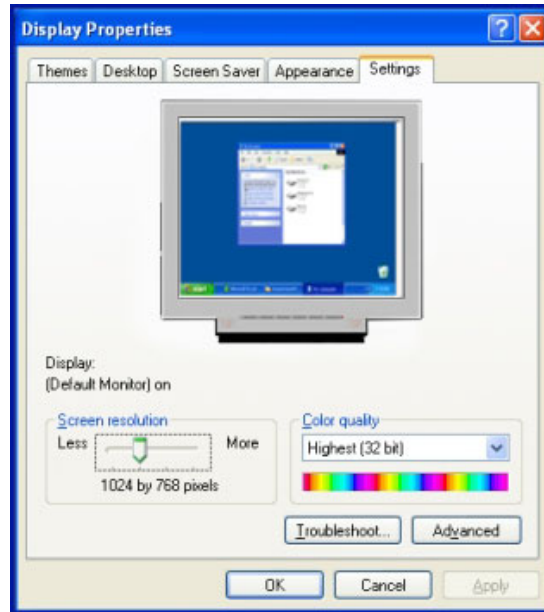 Display Properties
Themes Desktop Screen Saver Appearance Settings
Display:
(Default Monitor) on
Screen resolution
Less More
1024 by 768 pixels
Color quality
Highest (32 bit)
Troubleshoot... Advanced
OK Cancel Apply